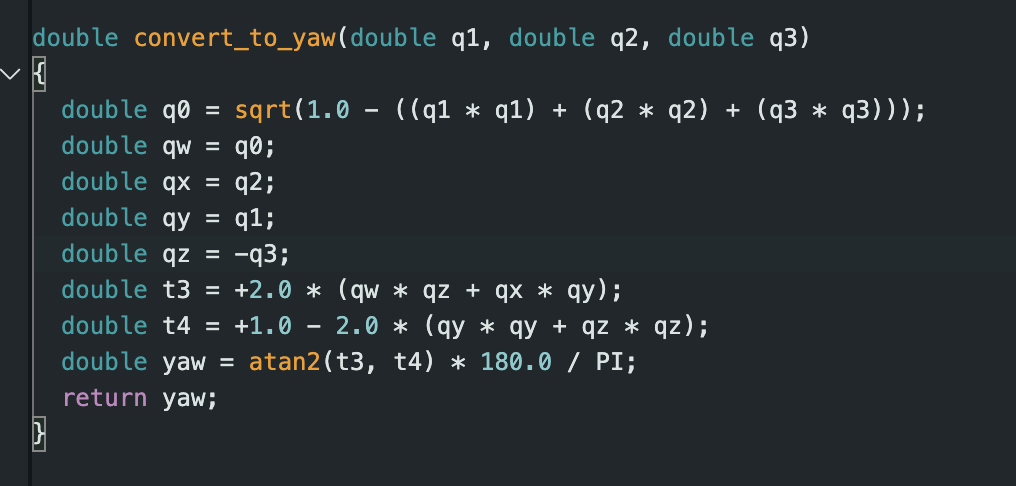 double convert_to_yaw(double q1, double q2, double q3)
{
  double q0 = sqrt(1.0 - ((q1 * q1) + (q2 * q2) + (q3 * q3)));
  double qw = q0;
  double qx = q2;
  double qy = q1;
  double qz = -q3;
  double t3 = +2.0 * (qw * qz + qx * qy);
  double t4 = +1.0 - 2.0 * (qy * qy + qz * qz);
  double yaw = atan2(t3, t4) * 180.0 / PI;
  return yaw;
}